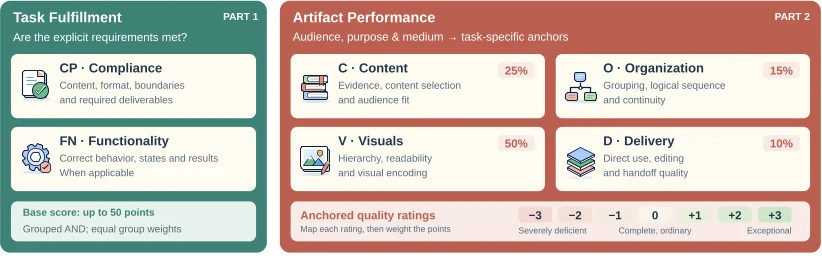 Task Fulfillment
PART 1
Are the explicit requirements met?
CP · Compliance
Content, format, boundaries
and required deliverables
FN · Functionality
Correct behavior, states and results
When applicable
Base score: up to 50 points
Grouped AND; equal group weights
Artifact Performance
PART 2
Audience, purpose & medium → task-specific anchors
C · Content
25%
Evidence, content selection
and audience fit
O · Organization
15%
Grouping, logical sequence
and continuity
V · Visuals
50%
Hierarchy, readability
and visual encoding
D · Delivery
10%
Direct use, editing
and handoff quality
Anchored quality ratings
Map each rating, then weight the points
−3 −2 −1 0 +1 +2 +3
Severely deficient Complete, ordinary Exceptional